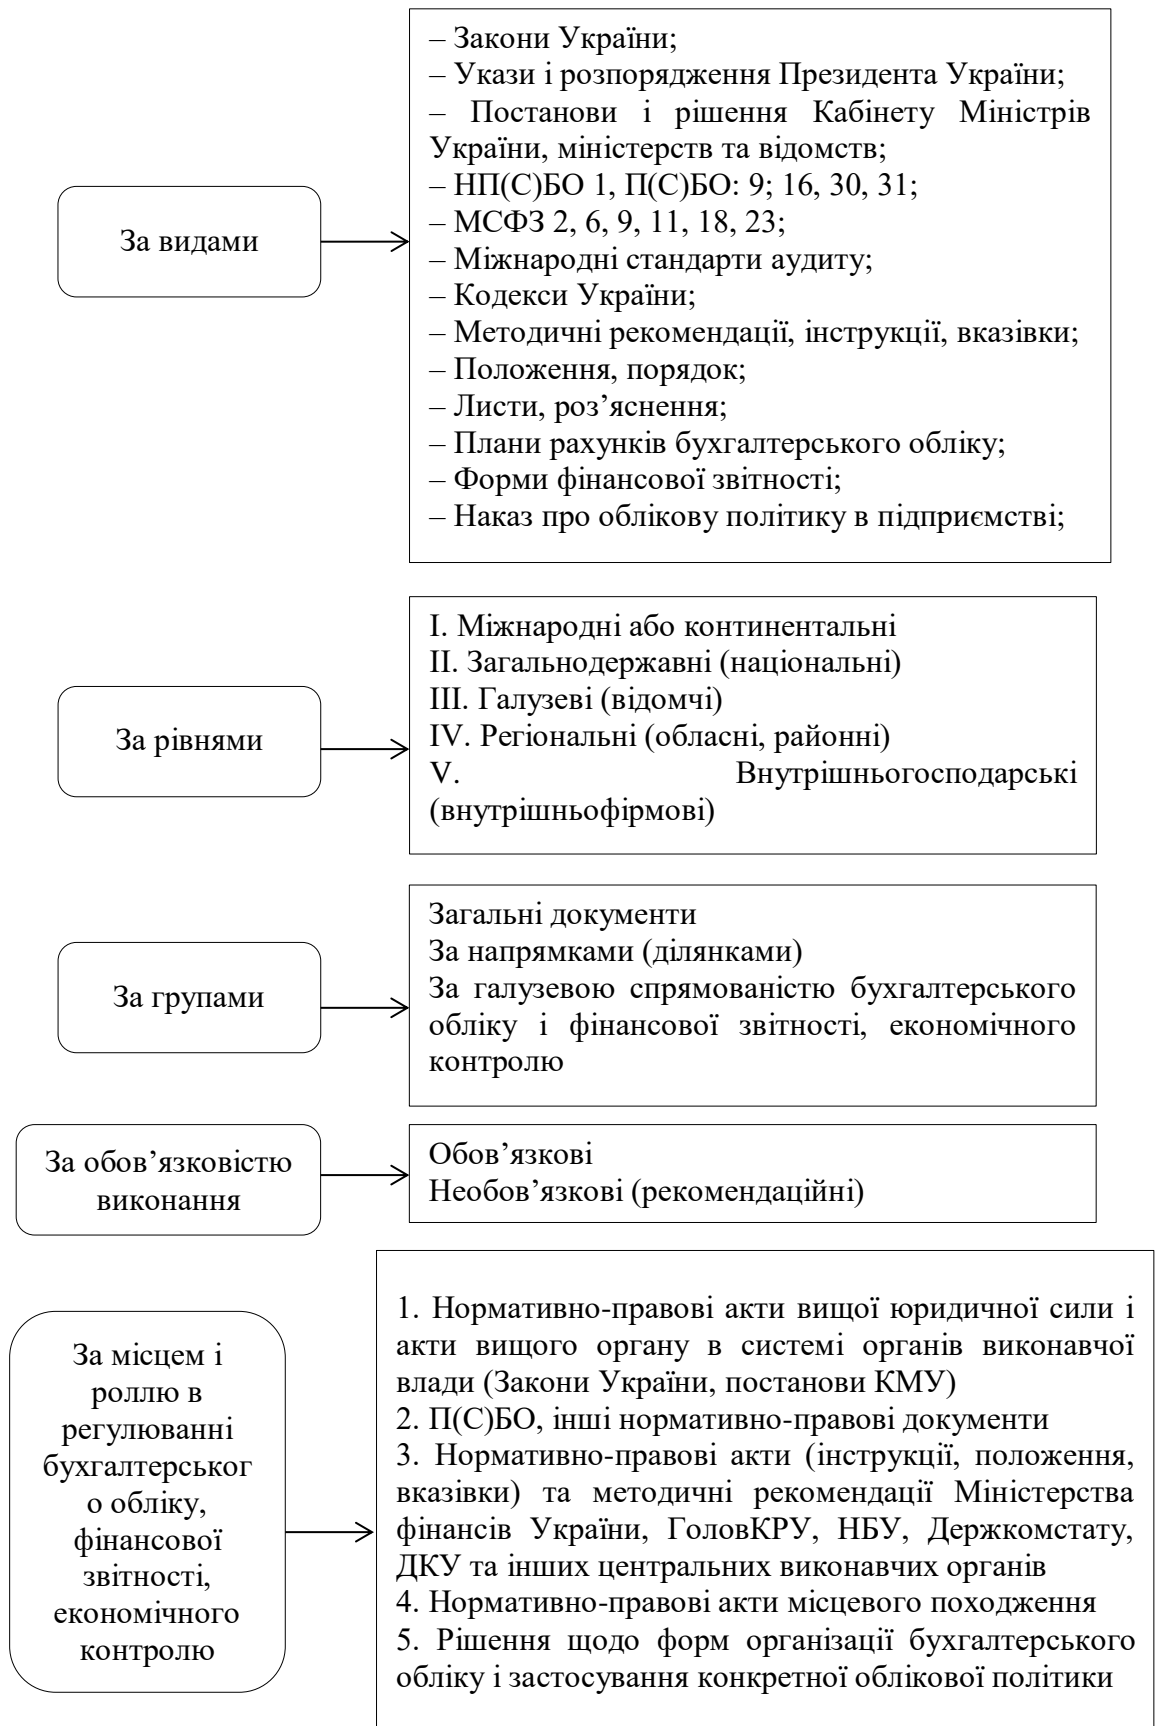 – Закони України;
– Укази і розпорядження Президента України;
– Постанови і рішення Кабінету Міністрів
України, міністерств та відомств;
– НП(С)БО 1, П(С)БО: 9; 16, 30, 31;
– МСФЗ 2, 6, 9, 11, 18, 23;
– Міжнародні стандарти аудиту;
– Кодекси України;
– Методичні рекомендації, інструкції, вказівки;
– Положення, порядок;
– Листи, роз’яснення;
– Плани рахунків бухгалтерського обліку;
– Форми фінансової звітності;
– Наказ про облікову політику в підприємстві;
За видами
І. Міжнародні або континентальні
ІІ. Загальнодержавні (національні)
ІІІ. Галузеві (відомчі)
IV. Регіональні (обласні, районні)
V. Внутрішньогосподарські
(внутрішньофірмові)
За рівнями
Загальні документи
За напрямками (ділянками)
За галузевою спрямованістю бухгалтерського
обліку і фінансової звітності, економічного
контролю
За групами
За обов’язковістю
виконання
Обов’язкові
Необов’язкові (рекомендаційні)
За місцем і
роллю в
регулюванні
бухгалтерськог
о обліку,
фінансової
звітності,
економічного
контролю
1. Нормативно-правові акти вищої юридичної сили і
акти вищого органу в системі органів виконавчої
влади (Закони України, постанови КМУ)
2. П(С)БО, інші нормативно-правові документи
3. Нормативно-правові акти (інструкції, положення,
вказівки) та методичні рекомендації Міністерства
фінансів України, ГоловКРУ, НБУ, Держкомстату,
ДКУ та інших центральних виконавчих органів
4. Нормативно-правові акти місцевого походження
5. Рішення щодо форм організації бухгалтерського
обліку і застосування конкретної облікової політики